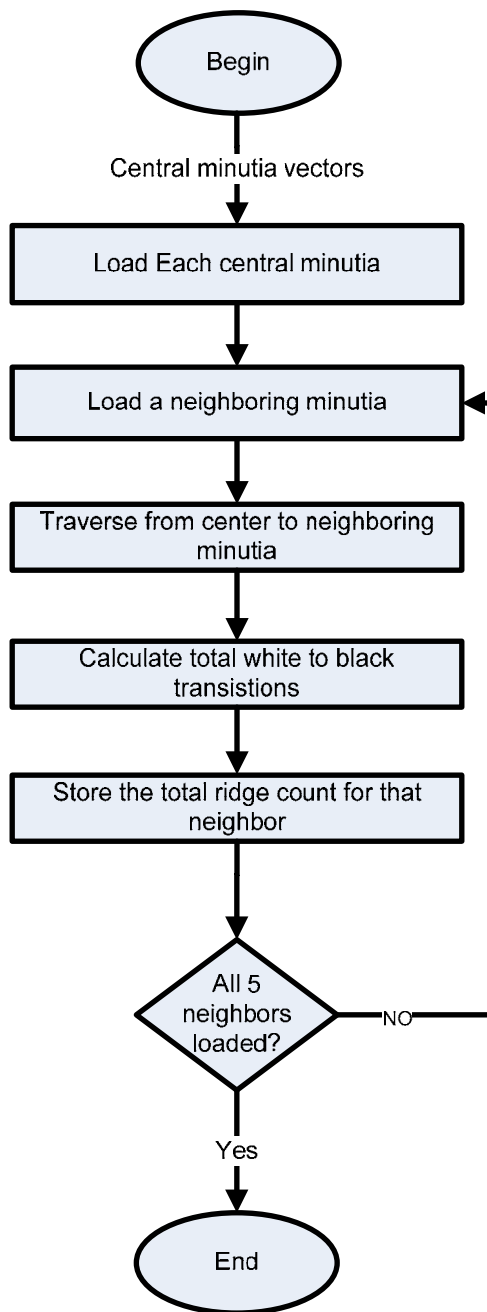 Begin
Central minutia vectors
Load Each central minutia
Load a neighboring minutia
Traverse from center to neighboring
minutia
Calculate total white to black
transistions
Store the total ridge count for that
neighbor
All 5
neighbors
loaded?
NO
Yes
End